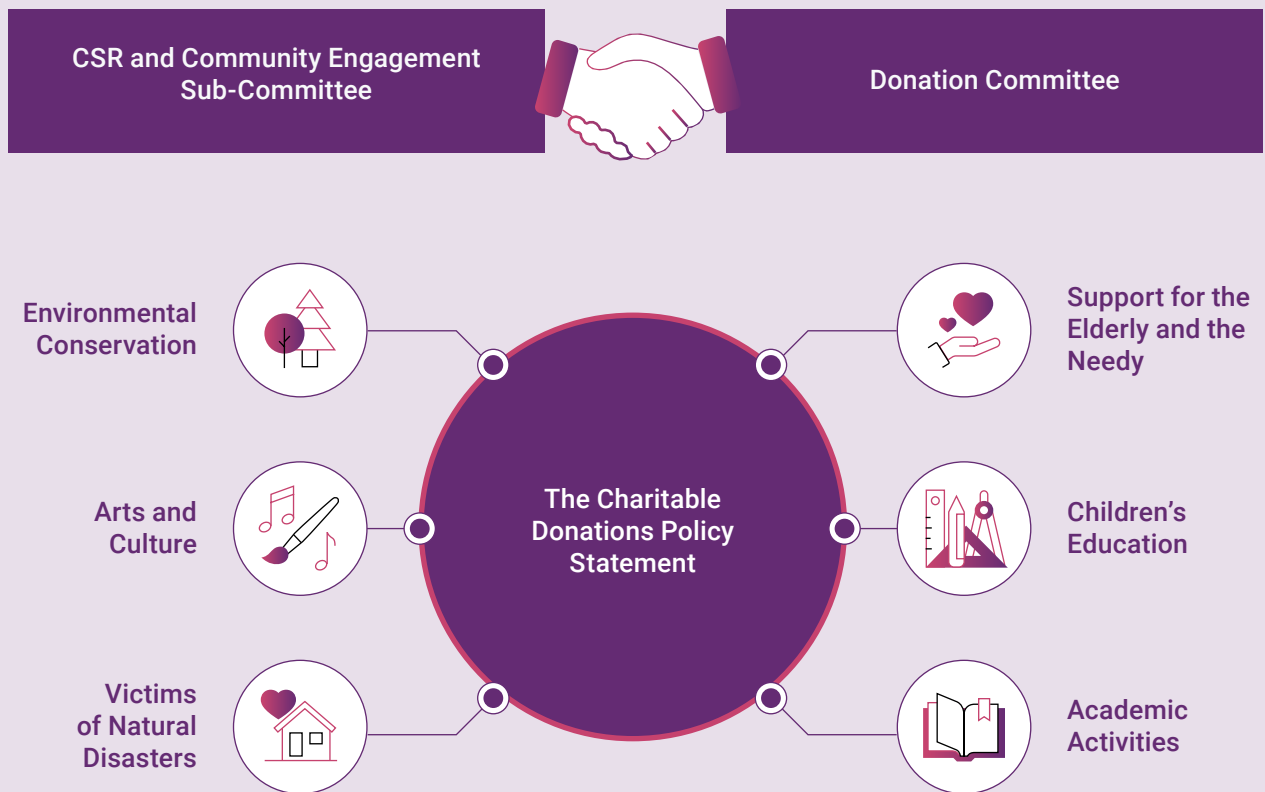 CSR and Community Engagement
Sub-Committee
Donation Committee
Environmental
Conservation
Support for the
Elderly and the
Needy
Arts and
Culture
The Charitable
Donations Policy
Statement
Children’s
Education
Victims
of Natural
Disasters
Academic
Activities